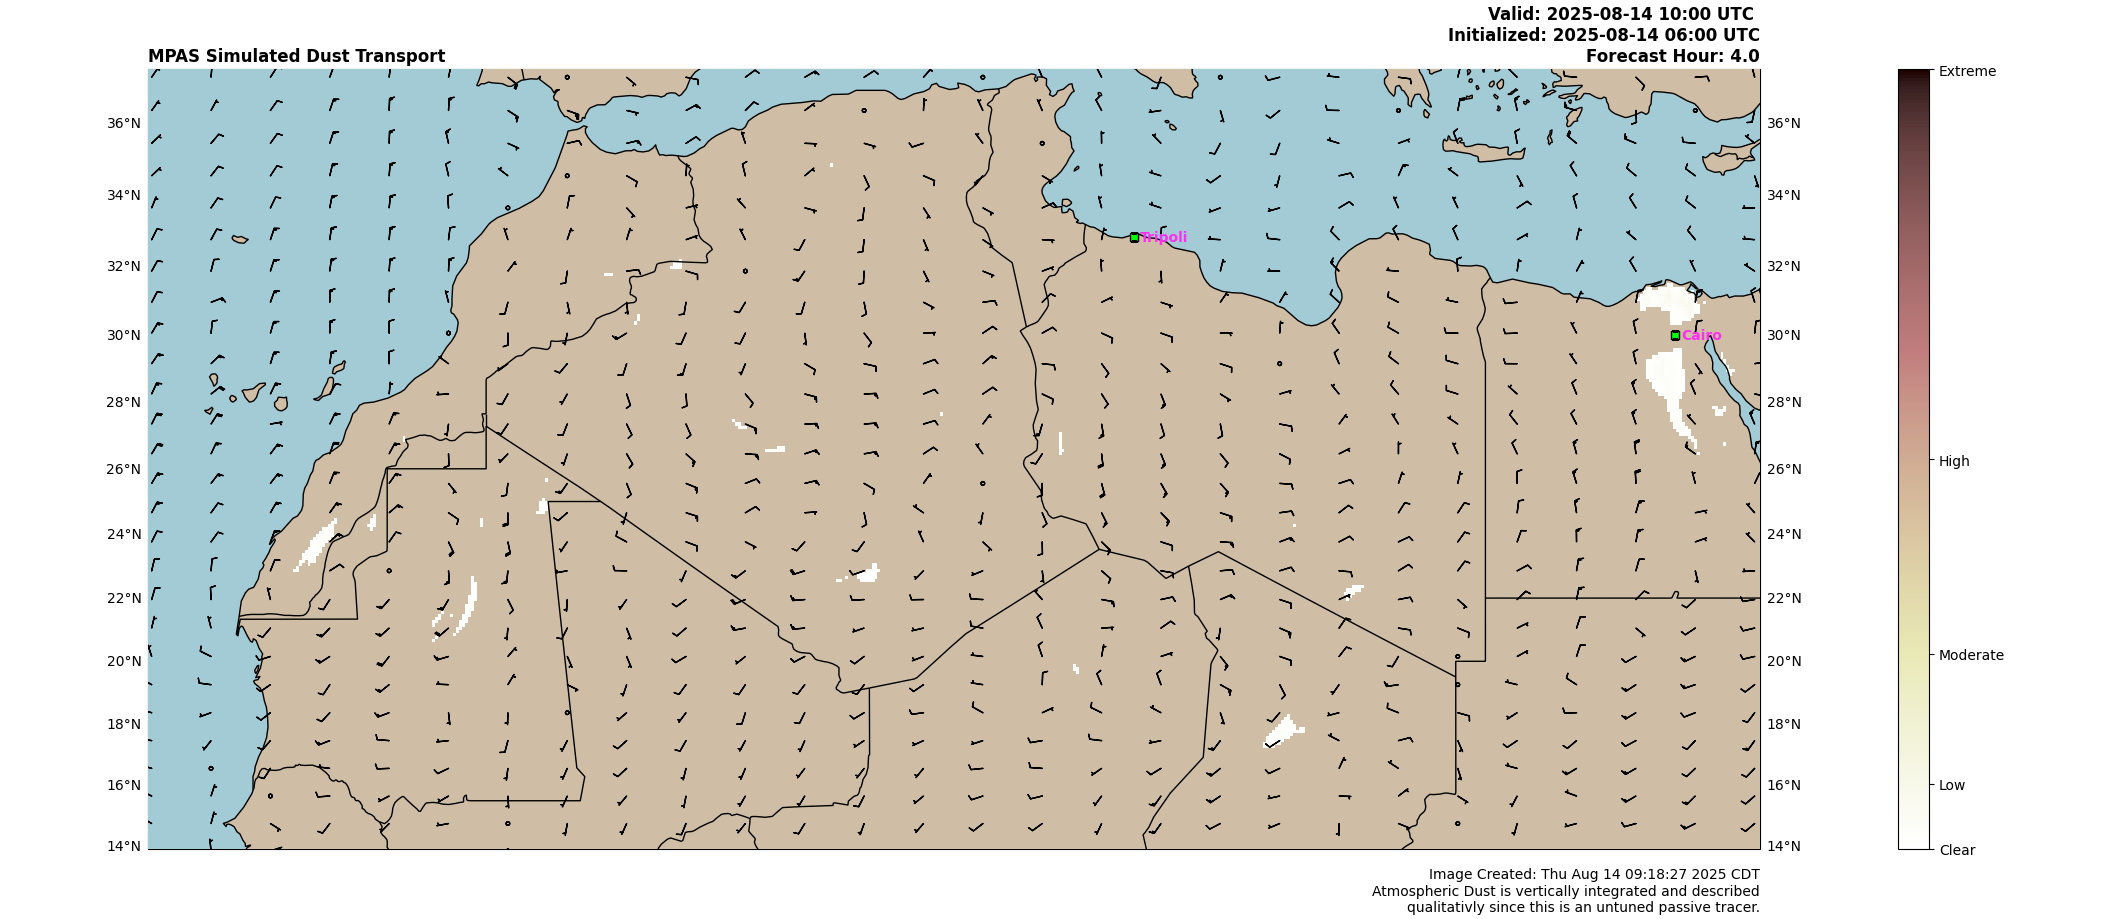 Valid: 2025-08-14 10:00 UTC
Initialized: 2025-08-14 06:00 UTC
MPAS Simulated Dust Transport
Forecast Hour: 4.0
Extreme
36°N
36°N
34°N
34°N
Tripoli
32°N
32°N
30°N
Cairo
30°N
28°N
28°N
26°N
26°N
High
24°N
24°N
22°N
22°N
20°N
20°N
Moderate
18°N
18°N
16°N
16°N
Low
14°N
14°N
Clear
Image Created: Thu Aug 14 09:18:27 2025 CDT
Atmospheric Dust is vertically integrated and described
qualitativly since this is an untuned passive tracer.